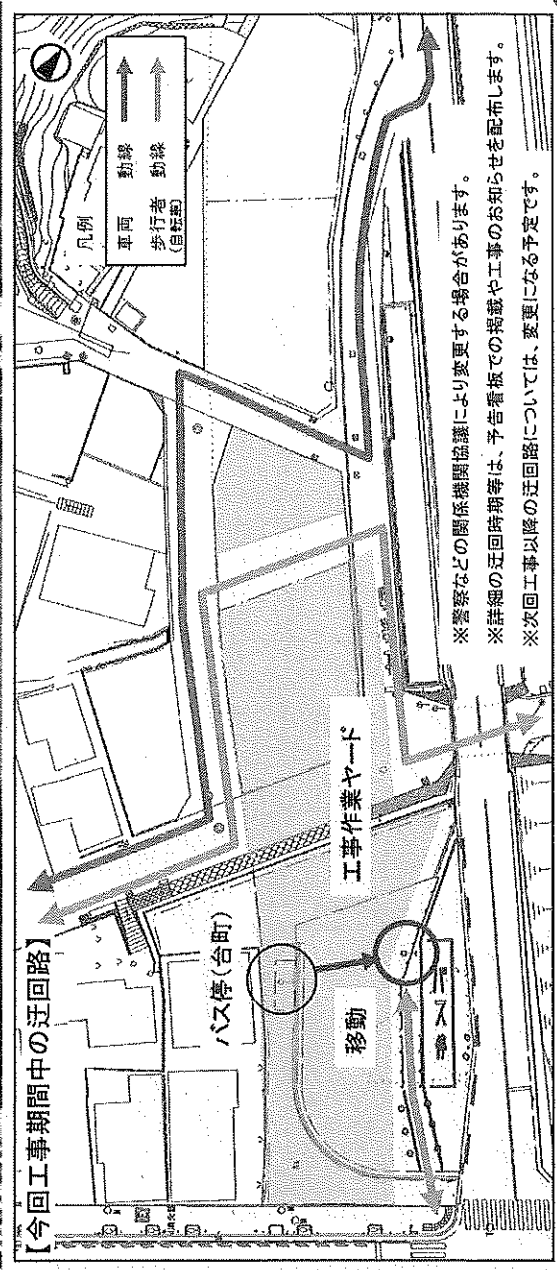 【今回工事期間中の迂回路】
凡例
車両 動線
歩行者 動線
(自転車)
バス停(台町)
移動
工事作業ヤード
バス停
※警察などの関係機関協議により変更する場合があります。
※詳細の迂回時期等は、予告看板での掲載や工事のお知らせを配布します。
※次回工事以降の迂回路については、変更になる予定です。